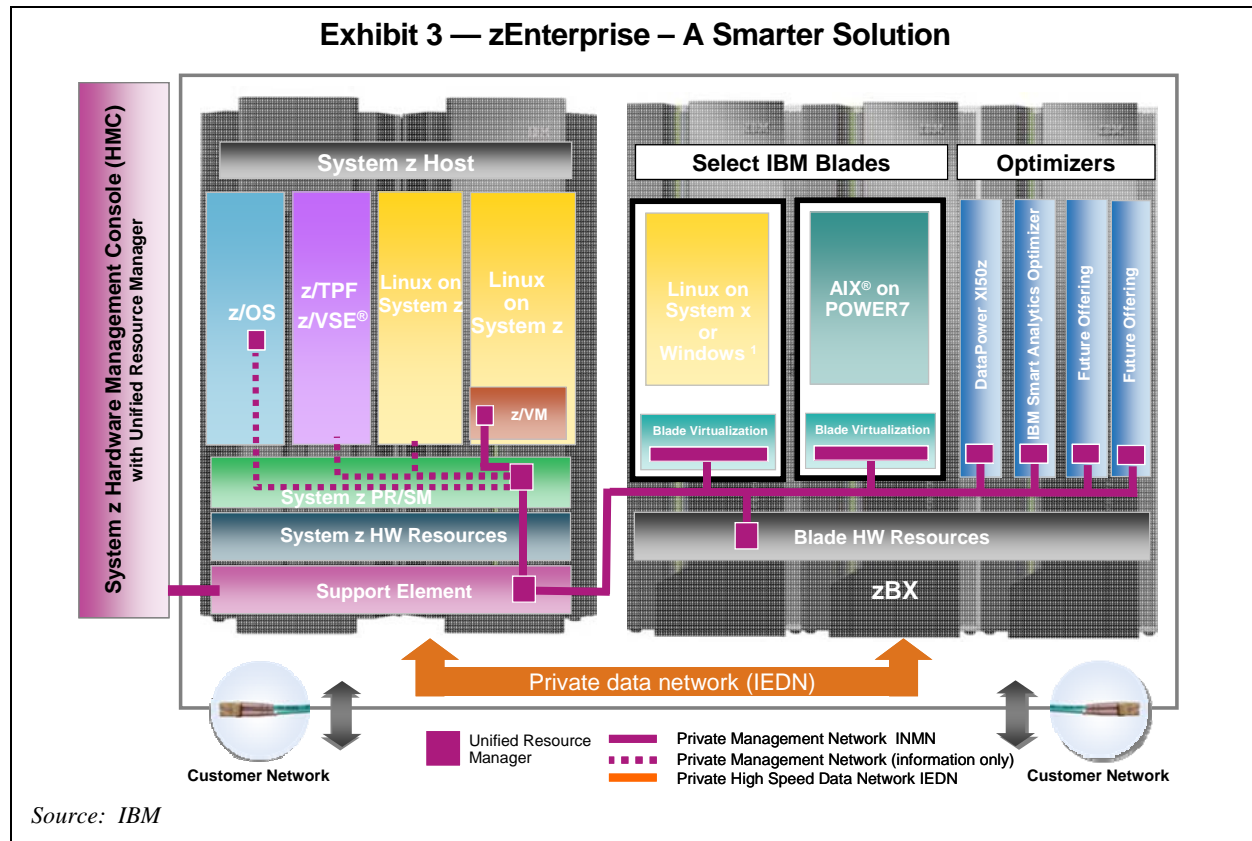 Exhibit 3 — zEnterprise – A Smarter Solution
System z Hardware Management Console (HMC)
with Unified Resource Manager
System z Host
z/OS
z/TPF
z/VSE®
Linux on
System z
Linux
on
System z
z/VM
System z PR/SM
System z HW Resources
Support Element
Select IBM Blades
Optimizers
Linux on
System x
or
Windows ¹
Blade Virtualization
AIX® on
POWER7
Blade Virtualization
DataPower XI50z
IBM Smart Analytics Optimizer
Future Offering
Future Offering
Blade HW Resources
zBX
Private data network (IEDN)
Customer Network
Unified Resource
Manager
Private Management Network INMN
Private Management Network (information only)
Private High Speed Data Network IEDN
Customer Network
Source: IBM